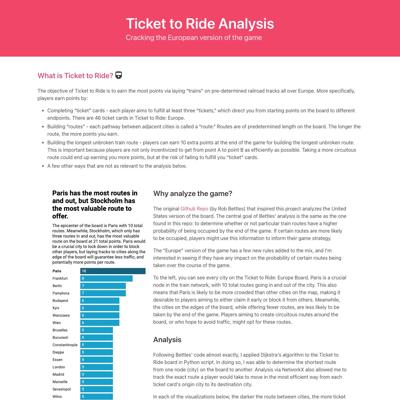 Ticket to Ride Analysis
Cracking the European version of the game
What is Ticket to Ride?
The objective of Ticket to Ride is to earn the most points via laying "trains" on pre-determined railroad tracks all over Europe. More specifically,
players earn points by:
Completing "ticket" cards - each player aims to fulfill at least three "tickets," which direct you from starting points on the board to different
endpoints. There are 46 ticket cards in Ticket to Ride: Europe.
Building "routes" - each pathway between adjacent cities is called a "route." Routes are of predetermined length on the board. The longer the
route, the more points you earn.
Building the longest unbroken train route - players can earn 10 extra points at the end of the game for building the longest unbroken route.
This is important because players are not only incentivized to get from point A to point B as efficient as possible. Taking a more circuitous
route could end up earning you more points, but at the risk of failing to fulfill you "ticket" cards.
A few other ways that are not as relevant to the analysis below.
Paris has the most routes in
and out, but Stockholm has
the most valuable route to
offer.
The epicenter of the board is Paris with 10 total
routes. Meanwhile, Stockholm, which only has
three routes in and out, has the most valuable
route on the board at 21 total points. Paris would
be a crucial city to lock down in order to block
other players, but laying tracks to cities along the
edge of the board will guarantee less traffic, and
potentially more points per route.
Paris 10
Frankfurt
Berlin
Pamplona
Budapest
Kyiv
Warszawa
Wien
Bruxelles
Bucuresti
Constantinople
Dieppe
Essen
London
Madrid
Marseille
Sevastopol
Wilno
Why analyze the game?
The original Github Repo (by Rob Bettles) that inspired this project analyzes the United
States version of the board. The central goal of Bettles' analysis is the same as the one
found in this repo: to determine whether or not particular train routes have a higher
probability of being occupied by the end of the game. If certain routes are more likely
to be occupied, players might use this information to inform their game strategy.
The "Europe" version of the game has a few new rules added to the mix, and I'm
interested in seeing if they have any impact on the probability of certain routes being
taken over the course of the game.
To the left, you can see every city on the Ticket to Ride: Europe Board. Paris is a crucial
node in the train network, with 10 total routes going in and out of the city. This also
means that Paris is likely to be more crowded than other cities on the map, making it
desirable to players aiming to either claim it early or block it from others. Meanwhile,
the cities on the edges of the board, while offering fewer routes, are less likely to be
taken by the end of the game. Players aiming to create circuitous routes around the
board, or who hope to avoid traffic, might opt for these routes.
Analysis
Following Bettles' code almost exactly, I applied Dijkstra's algorithm to the Ticket to
Ride board in Python script. In doing so, I was able to determine the shortest route
from one node (city) on the board to another. Analysis via NetworkX also allowed me to
track the exact route a player would take to move in the most efficient way from each
ticket card's origin city to its destination city.
In each of the visualizations below, the darker the route between cities, the more ticket